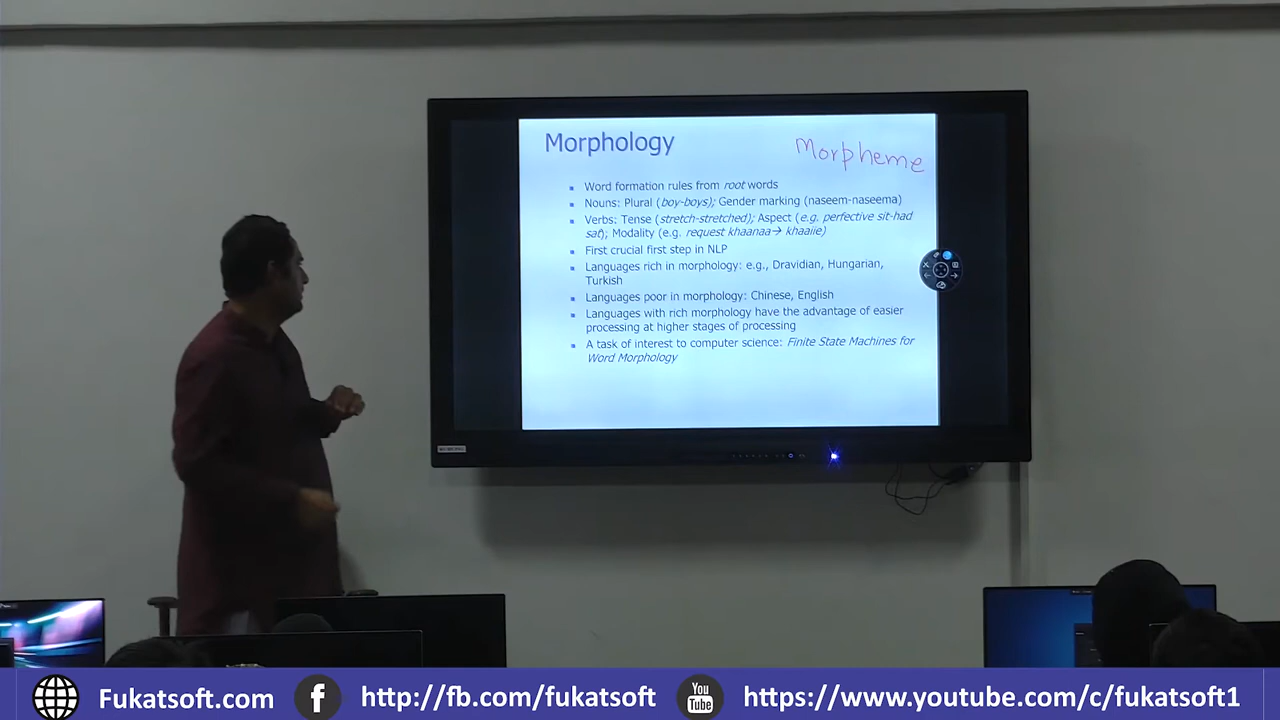 Morphology
Morpheme
Word formation rules from root words
Nouns: Plural (boy-boys); Gender marking (naseem-naseema)
Verbs: Tense (stretch-stretched); Aspect (e.g. perfective sit-had
sat); Modality (e.g. request khaanaa→ khaaiie)
First crucial first step in NLP
Languages rich in morphology: e.g., Dravidian, Hungarian,
Turkish
Languages poor in morphology: Chinese, English
Languages with rich morphology have the advantage of easier
processing at higher stages of processing
A task of interest to computer science: Finite State Machines for
Word Morphology
Fukatsoft.com
http://fb.com/fukatsoft
You
Tube
https://www.youtube.com/c/fukatsoft1